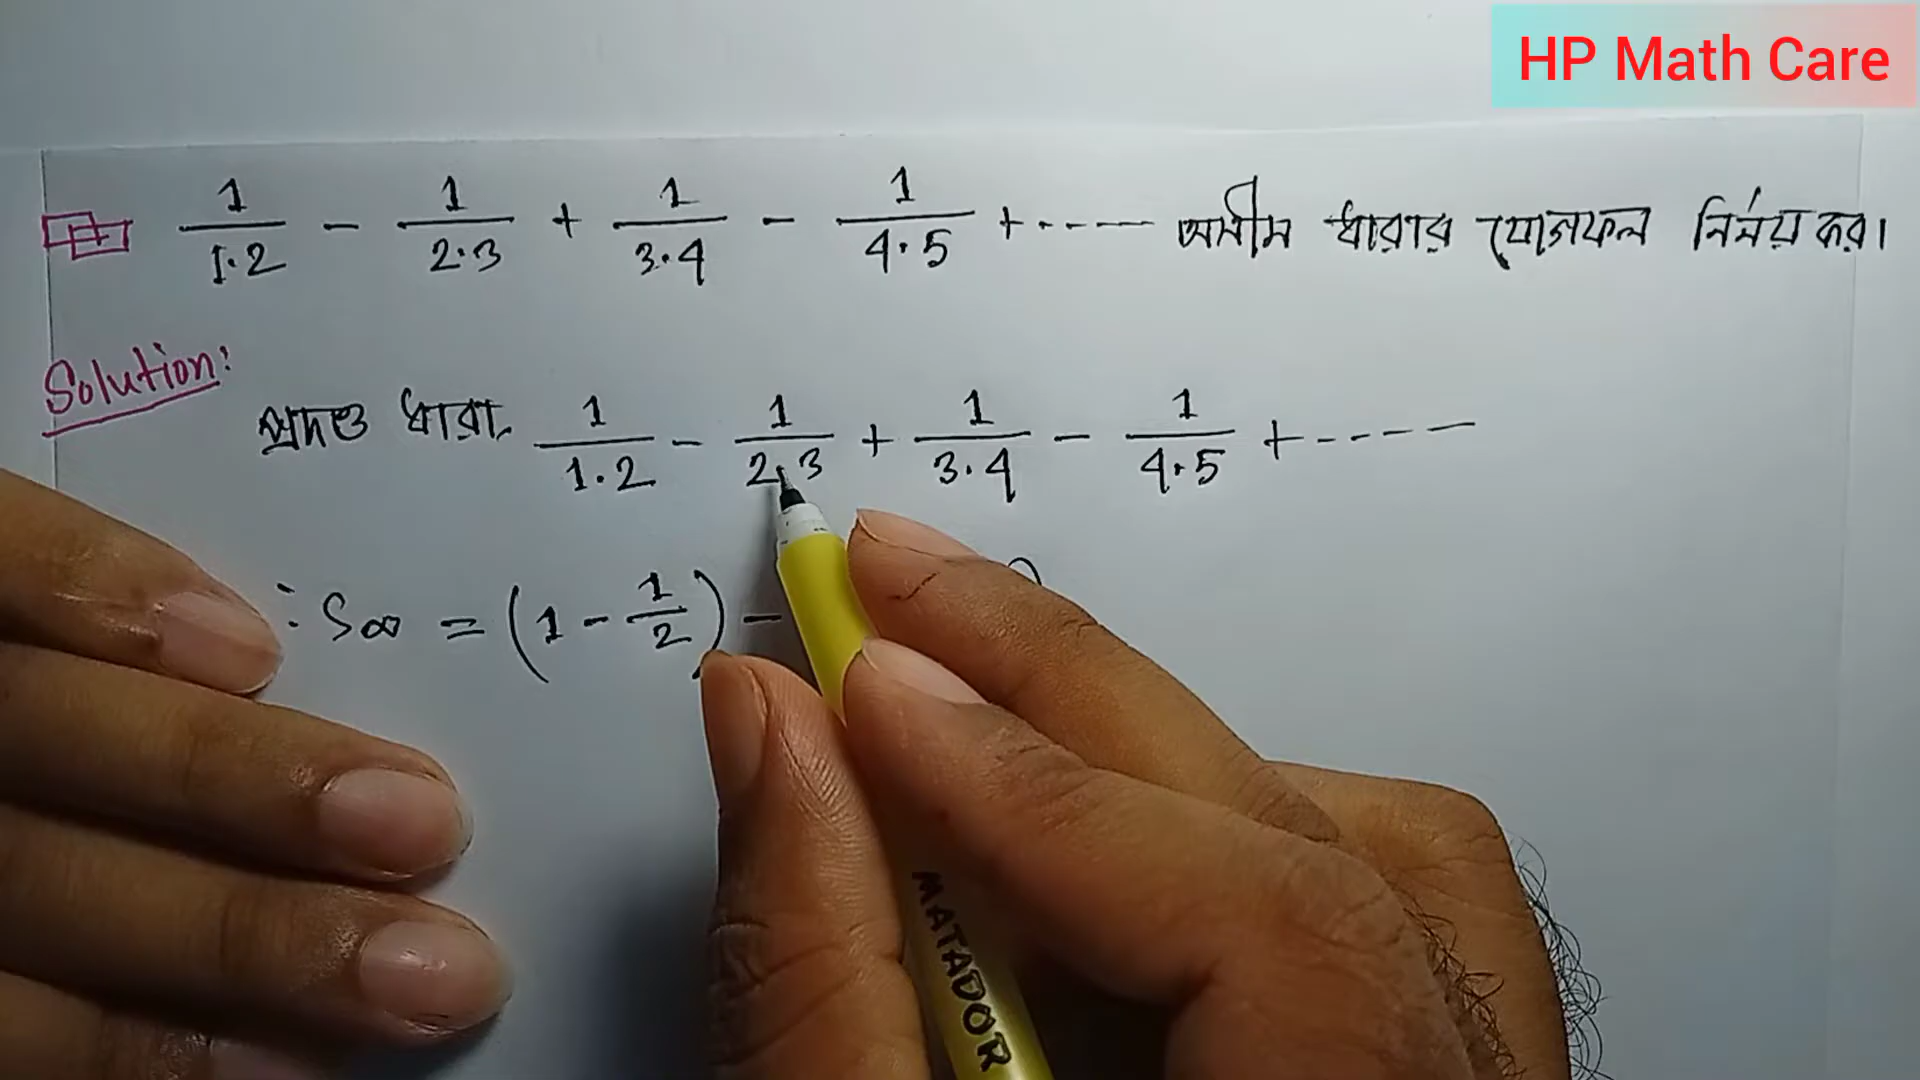 HP Math Care
1/1·2 - 1/2·3 + 1/3·4 - 1/4·5 + ---- অসীম ধারার যোগফল নির্ণয় কর।
Solution:
প্রদত্ত ধারা, 1/1·2 - 1/2·3 + 1/3·4 - 1/4·5 + ----
∴ S∞ = (1 - 1/2) -
MATADOR